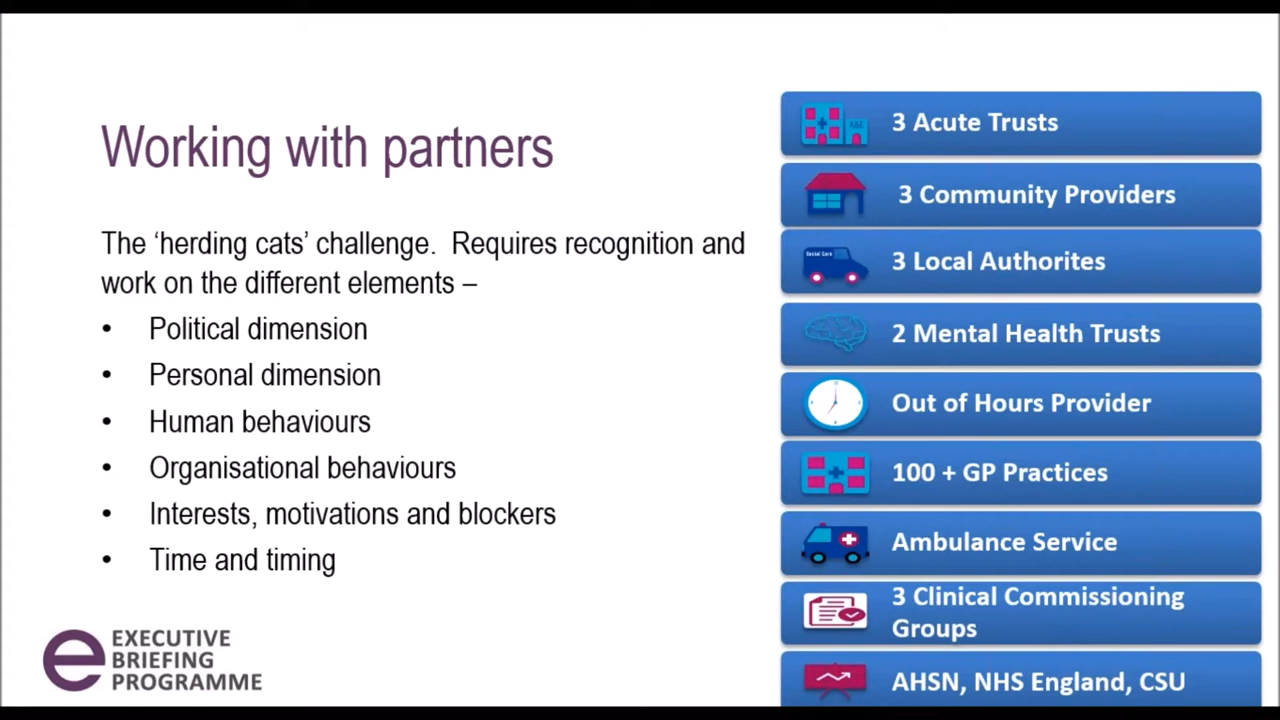 Working with partners
The ‘herding cats’ challenge.  Requires recognition and
work on the different elements –
• Political dimension
• Personal dimension
• Human behaviours
• Organisational behaviours
• Interests, motivations and blockers
• Time and timing
e EXECUTIVE
BRIEFING
PROGRAMME
A&E
3 Acute Trusts
3 Community Providers
Social Care
3 Local Authorites
2 Mental Health Trusts
Out of Hours Provider
100 + GP Practices
Ambulance Service
3 Clinical Commissioning
Groups
AHSN, NHS England, CSU